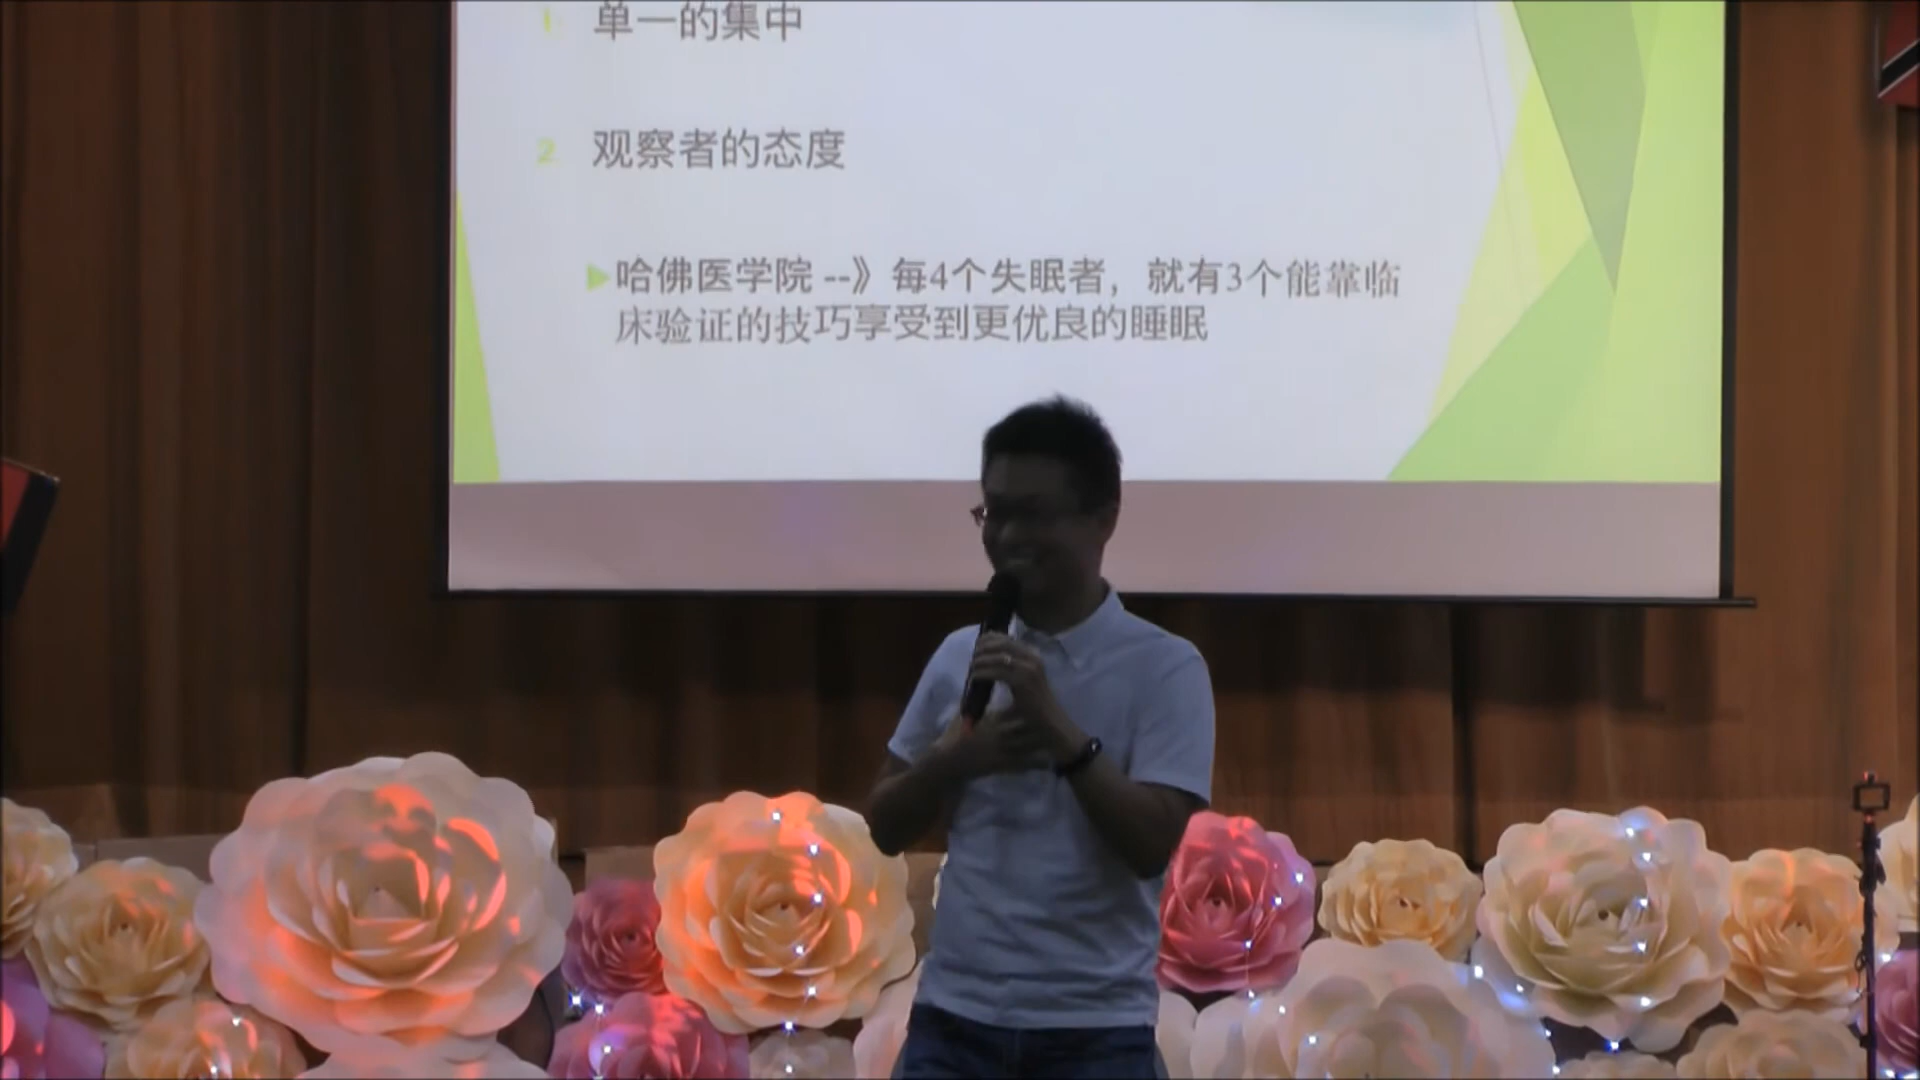 1. 单一的集中
2. 观察者的态度
哈佛医学院 --》每4个失眠者，就有3个能靠临
床验证的技巧享受到更优良的睡眠